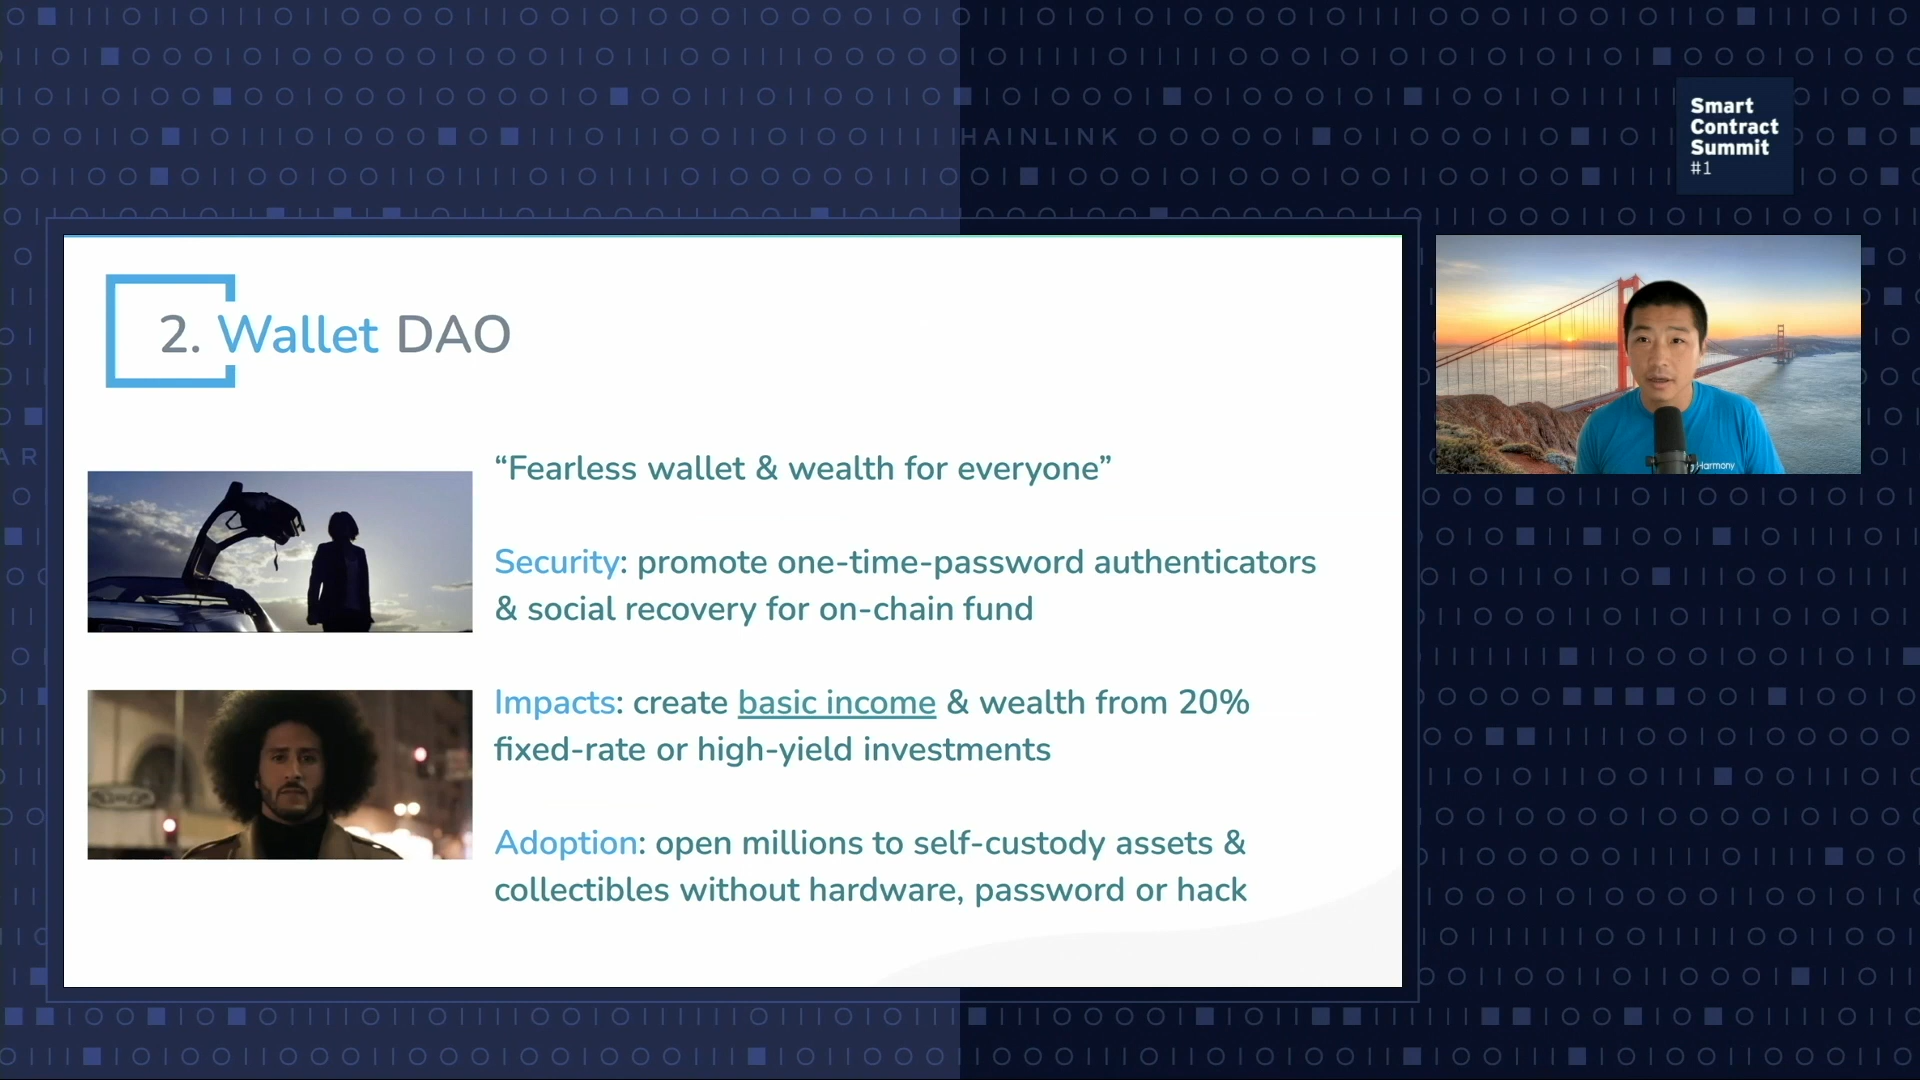 HAINLINK
Smart
Contract
Summit
#1
2. Wallet DAO
“Fearless wallet & wealth for everyone”
Security: promote one-time-password authenticators
& social recovery for on-chain fund
Impacts: create basic income & wealth from 20%
fixed-rate or high-yield investments
Adoption: open millions to self-custody assets &
collectibles without hardware, password or hack
Harmony